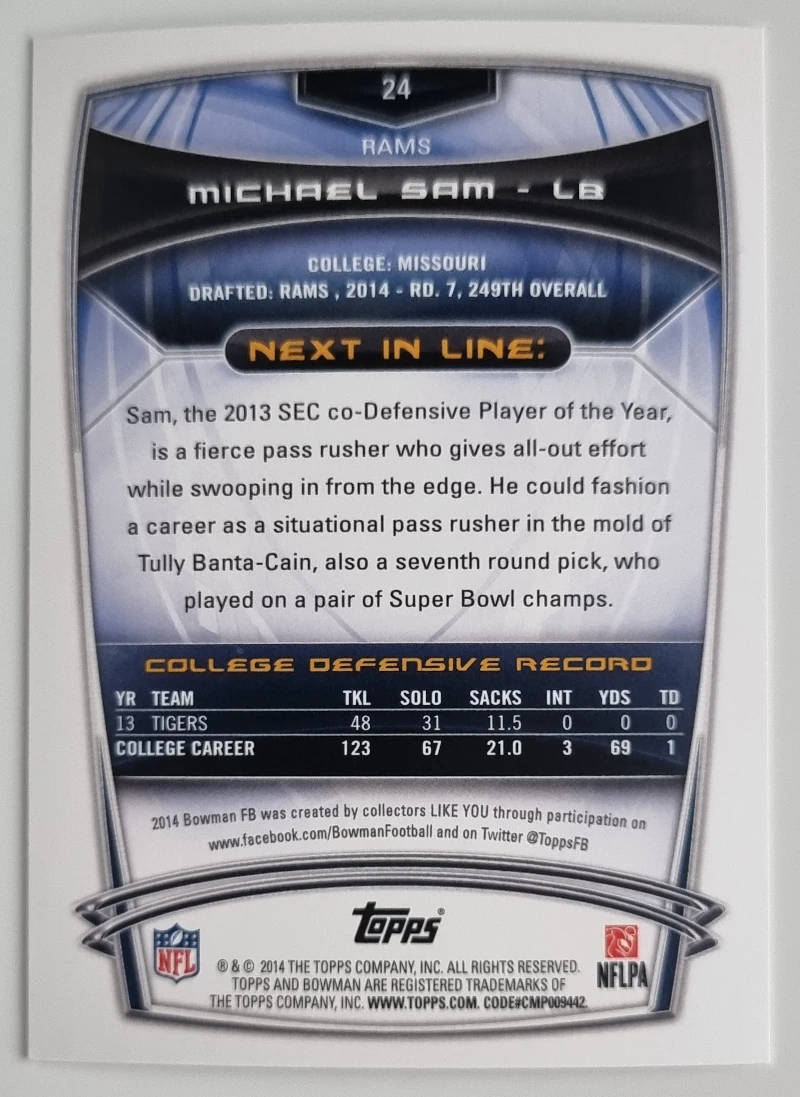 24
RAMS
MICHAEL SAM - LB
COLLEGE: MISSOURI
DRAFTED: RAMS , 2014 - RD. 7, 249TH OVERALL
NEXT IN LINE:
Sam, the 2013 SEC co-Defensive Player of the Year,
is a fierce pass rusher who gives all-out effort
while swooping in from the edge. He could fashion
a career as a situational pass rusher in the mold of
Tully Banta-Cain, also a seventh round pick, who
played on a pair of Super Bowl champs.
COLLEGE DEFENSIVE RECORD
YR TEAM TKL SOLO SACKS INT YDS TD
13 TIGERS 48 31 11.5 0 0 0
COLLEGE CAREER 123 67 21.0 3 69 1
2014 Bowman FB was created by collectors LIKE YOU through participation on
www.facebook.com/BowmanFootball and on Twitter @ToppsFB
Topps®
NFL
NFLPA
® & © 2014 THE TOPPS COMPANY, INC. ALL RIGHTS RESERVED.
TOPPS AND BOWMAN ARE REGISTERED TRADEMARKS OF
THE TOPPS COMPANY, INC. WWW.TOPPS.COM. CODE#CMP009442.